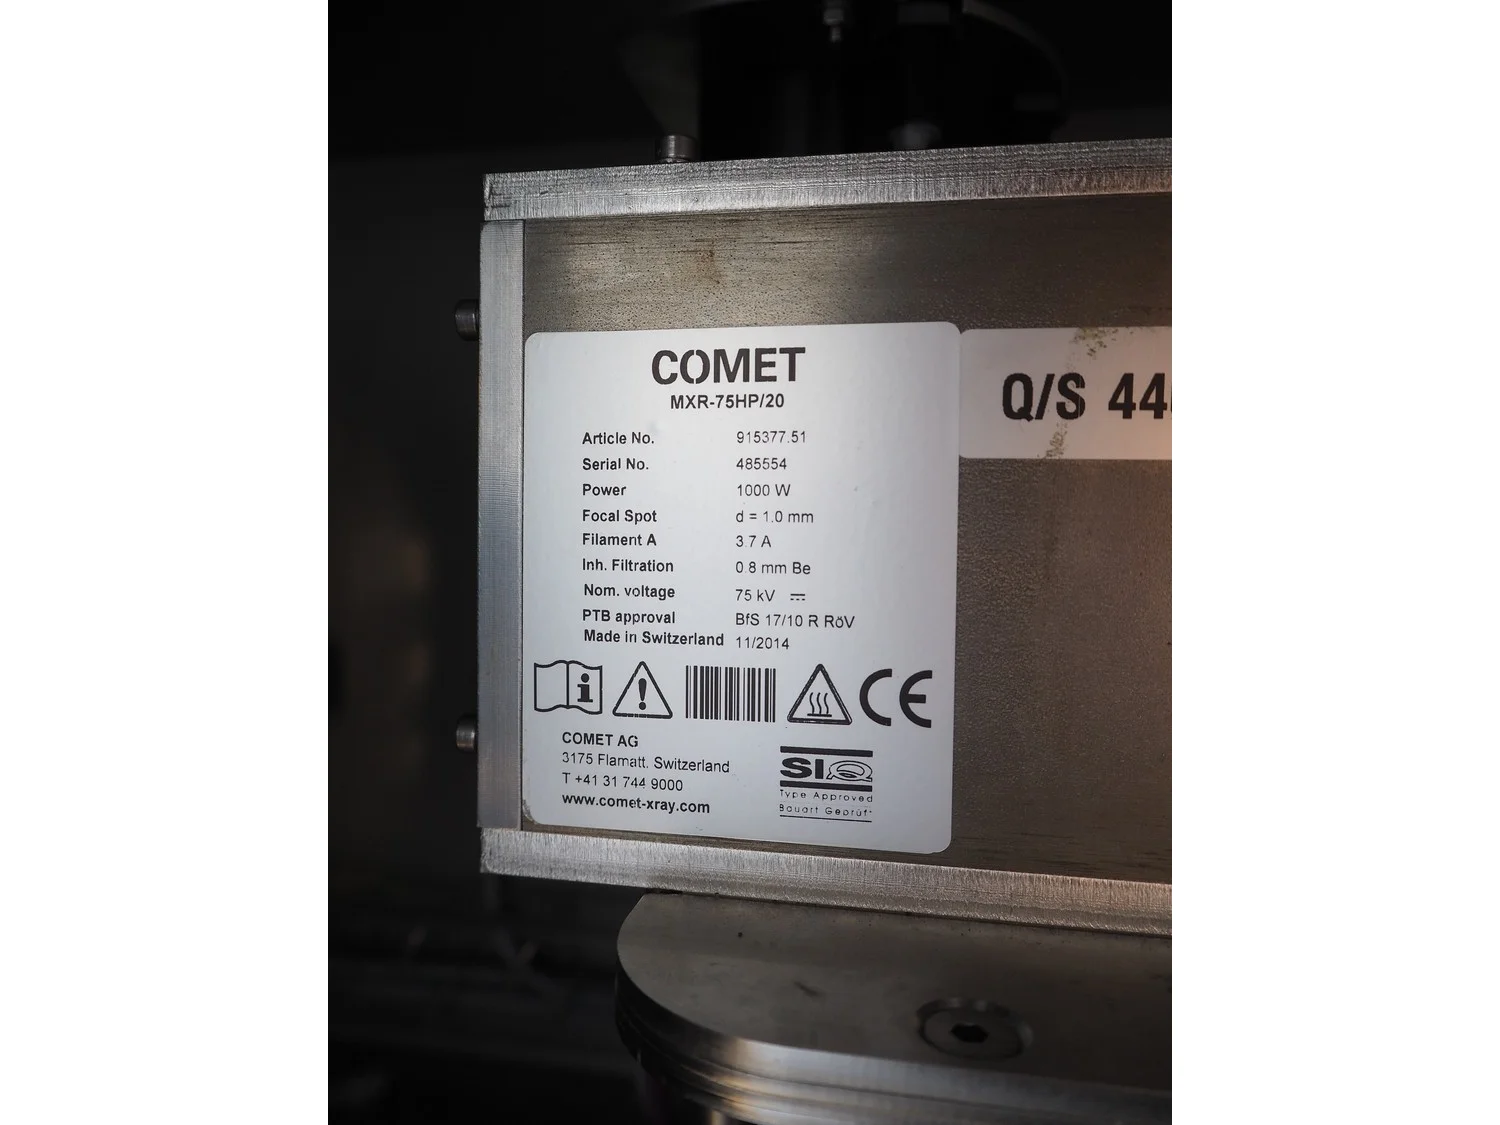 COMET
MXR-75HP/20
Q/S 44
Article No. 915377.51
Serial No. 485554
Power 1000 W
Focal Spot d = 1.0 mm
Filament A 3.7 A
Inh. Filtration 0.8 mm Be
Nom. voltage 75 kV
PTB approval BfS 17/10 R RöV
Made in Switzerland 11/2014
i
!
CE
COMET AG
3175 Flamatt, Switzerland
T +41 31 744 9000
www.comet-xray.com
SIQ
Type Approved
Bauart Geprüft